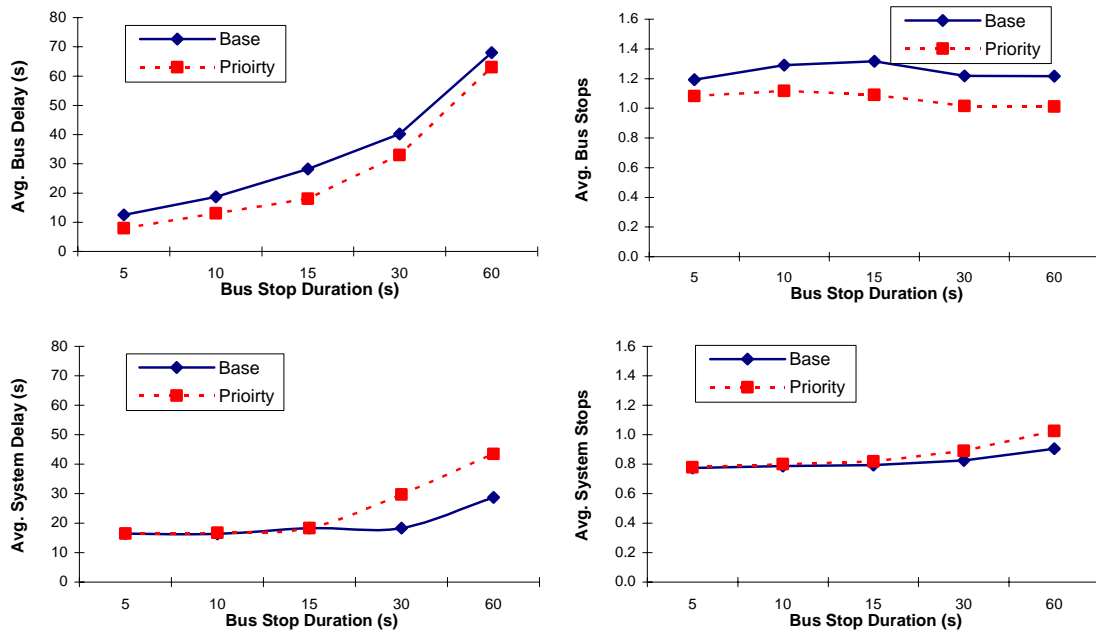 80
70
60
50
40
30
20
10
0
Avg. Bus Delay (s)
Base
Prioirty
5 10 15 30 60
Bus Stop Duration (s)
1.6
1.4
1.2
1.0
0.8
0.6
0.4
0.2
0.0
Avg. Bus Stops
Base
Priority
5 10 15 30 60
Bus Stop Duration (s)
80
70
60
50
40
30
20
10
0
Avg. System Delay (s)
Base
Prioirty
5 10 15 30 60
Bus Stop Duration (s)
1.6
1.4
1.2
1.0
0.8
0.6
0.4
0.2
0.0
Avg. System Stops
Base
Priority
5 10 15 30 60
Bus Stop Duration (s)